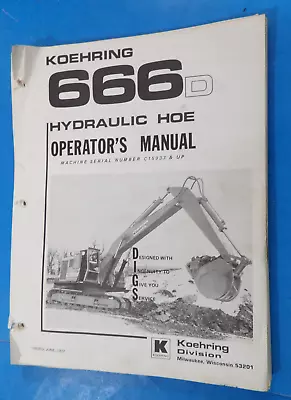 KOEHRING
666D
HYDRAULIC HOE
OPERATOR'S MANUAL
MACHINE SERIAL NUMBER & UP
DESIGNED WITH
INGENUITY TO
GIVE YOU
SERVICE
K
Koehring
Division
Milwaukee, Wisconsin 53201